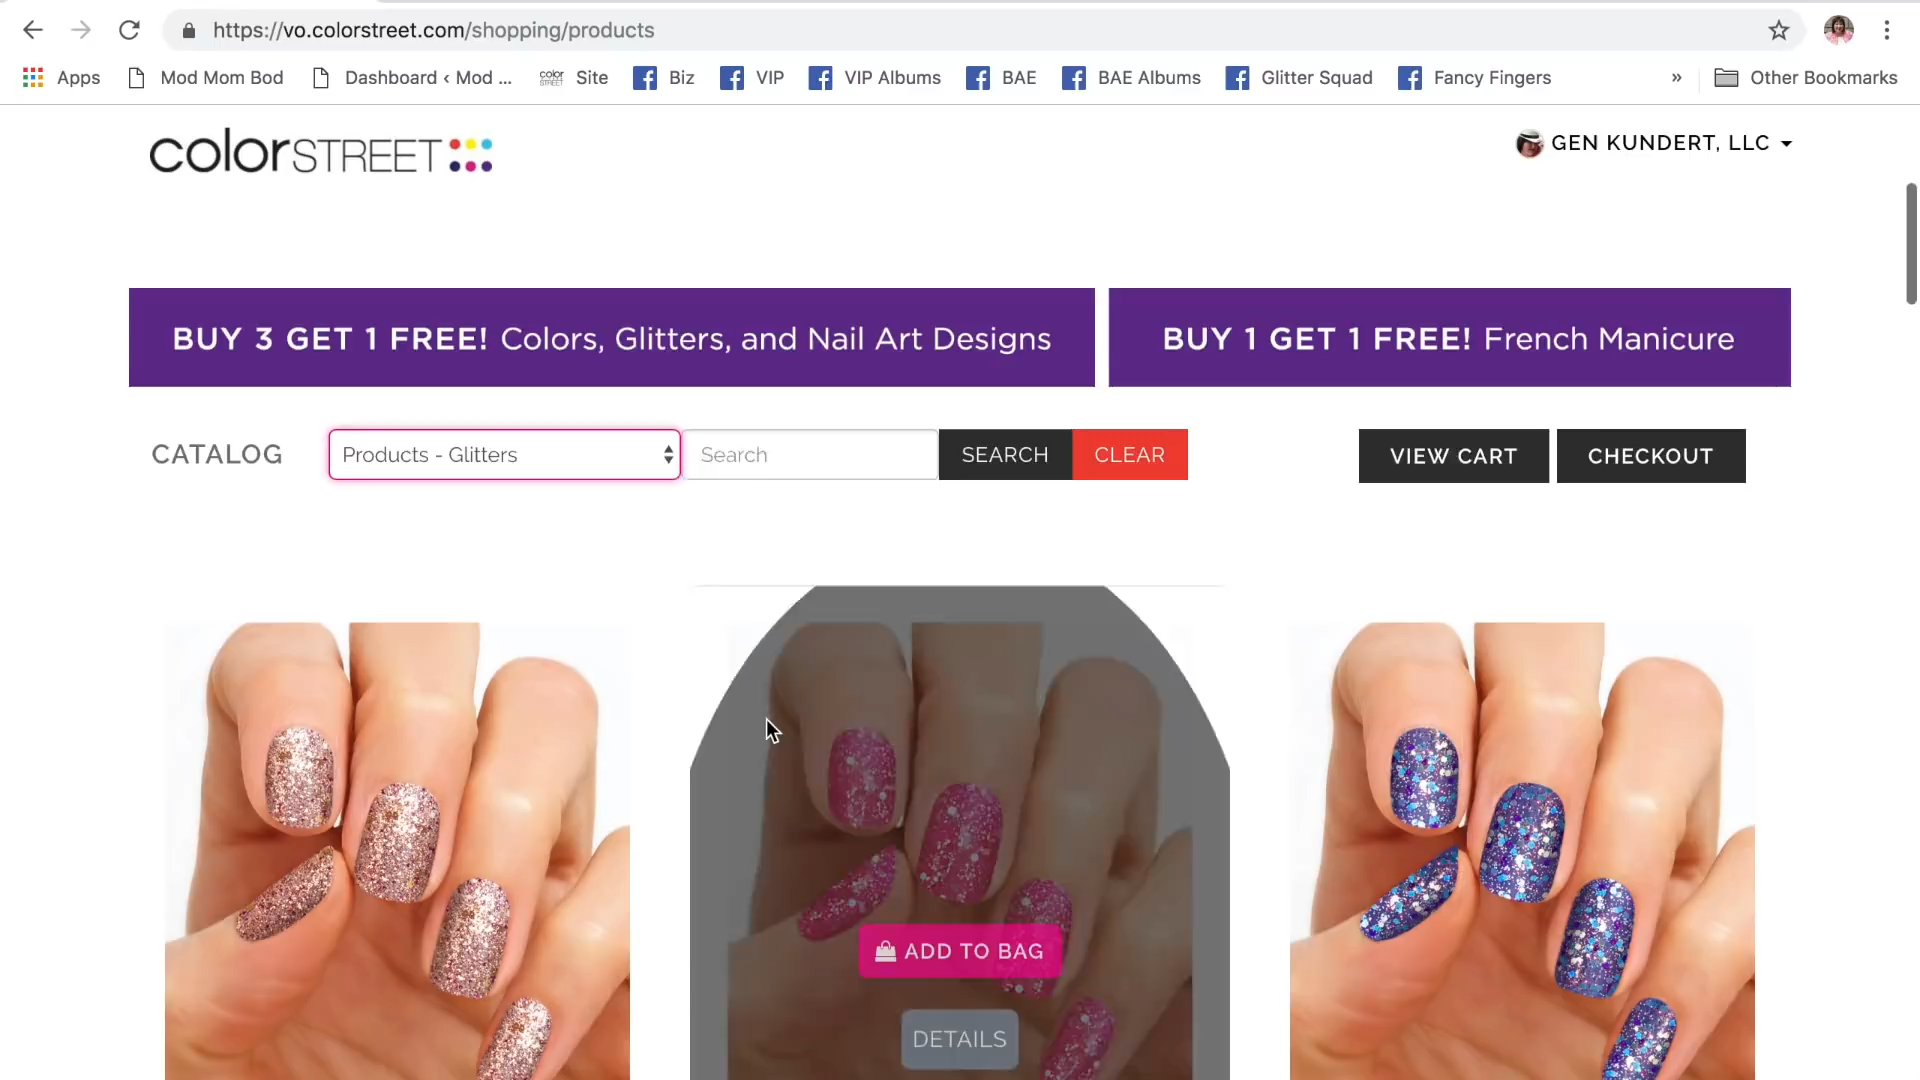 https://vo.colorstreet.com/shopping/products
Apps Mod Mom Bod Dashboard ‹ Mod ... color STREET Site Biz VIP VIP Albums BAE BAE Albums Glitter Squad Fancy Fingers » Other Bookmarks
colorSTREET
GEN KUNDERT, LLC
BUY 3 GET 1 FREE! Colors, Glitters, and Nail Art Designs
BUY 1 GET 1 FREE! French Manicure
CATALOG Products - Glitters Search SEARCH CLEAR VIEW CART CHECKOUT
ADD TO BAG
DETAILS